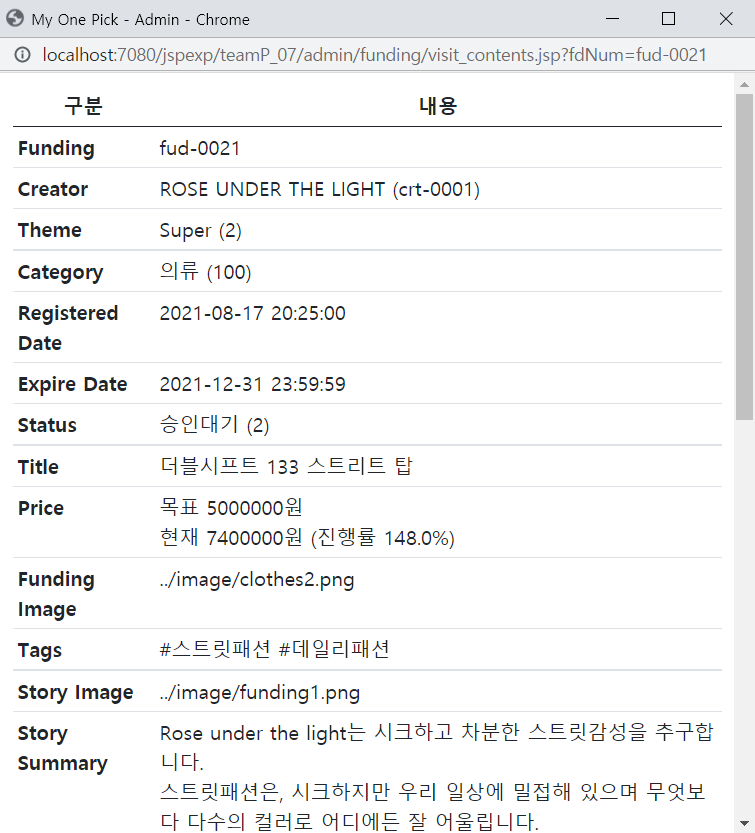 My One Pick - Admin - Chrome
localhost:7080/jspexp/teamP_07/admin/funding/visit_contents.jsp?fdNum=fud-0021
구분 내용
Funding fud-0021
Creator ROSE UNDER THE LIGHT (crt-0001)
Theme Super (2)
Category 의류 (100)
Registered 2021-08-17 20:25:00
Date
Expire Date 2021-12-31 23:59:59
Status 승인대기 (2)
Title 더블시프트 133 스트리트 탑
Price 목표 5000000원
현재 7400000원 (진행률 148.0%)
Funding ../image/clothes2.png
Image
Tags #스트릿패션 #데일리패션
Story Image ../image/funding1.png
Story Rose under the light는 시크하고 차분한 스트릿감성을 추구합
Summary 니다.
스트릿패션은, 시크하지만 우리 일상에 밀접해 있으며 무엇보
다 다수의 컬러로 어디에든 잘 어울립니다.